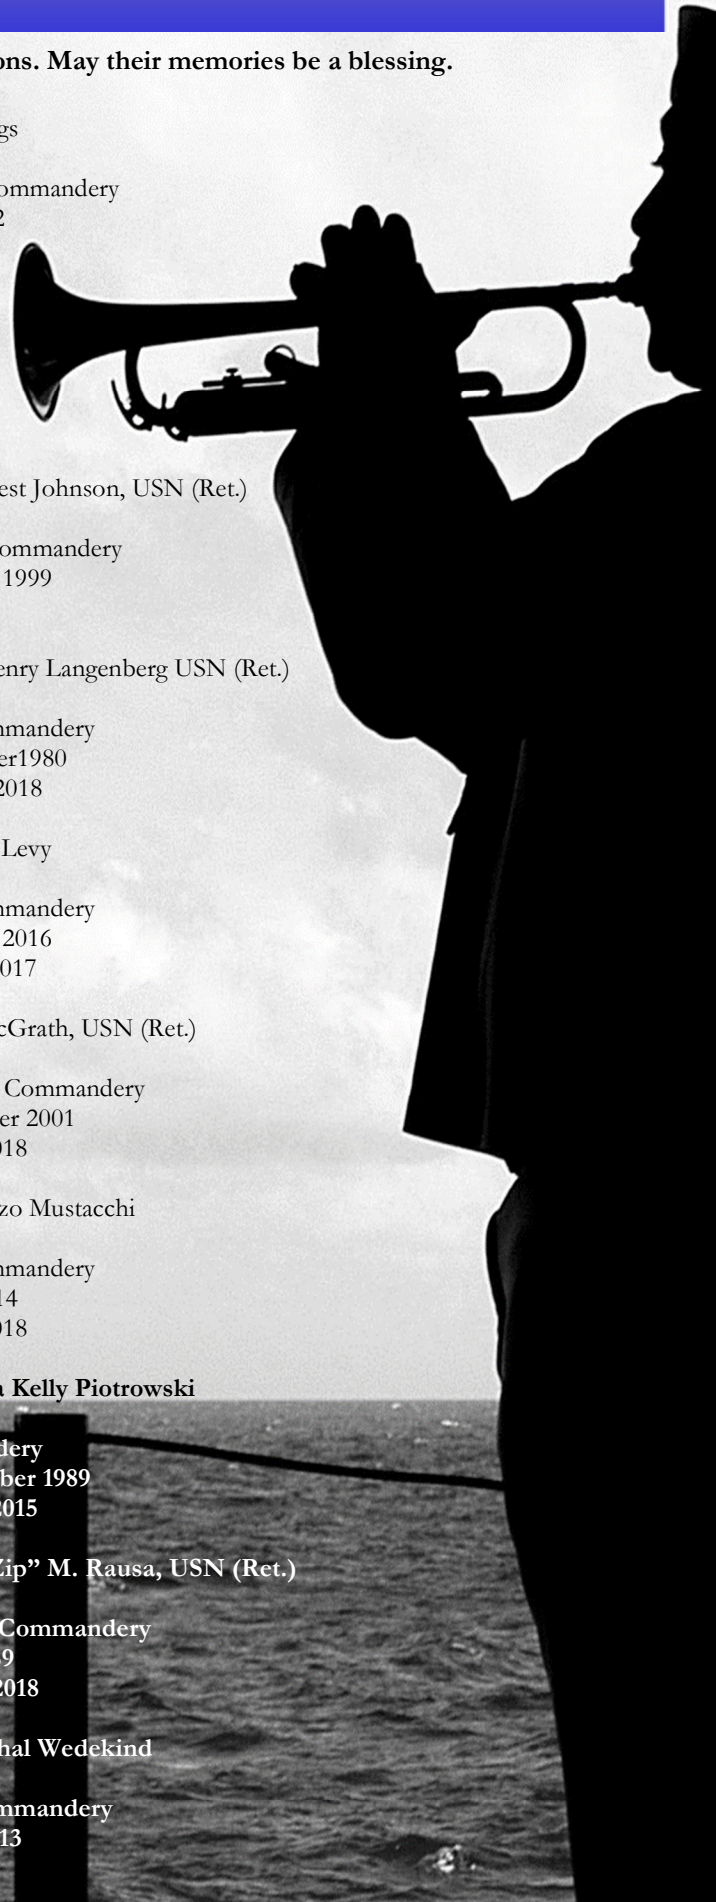 ons. May their memories be a blessing.
gs
ommandery
2
est Johnson, USN (Ret.)
ommandery
1999
enry Langenberg USN (Ret.)
mmandery
er1980
2018
Levy
mmandery
2016
017
cGrath, USN (Ret.)
Commandery
er 2001
018
zo Mustacchi
mmandery
14
018
a Kelly Piotrowski
dery
ber 1989
2015
Zip” M. Rausa, USN (Ret.)
Commandery
59
2018
hal Wedekind
mmandery
13